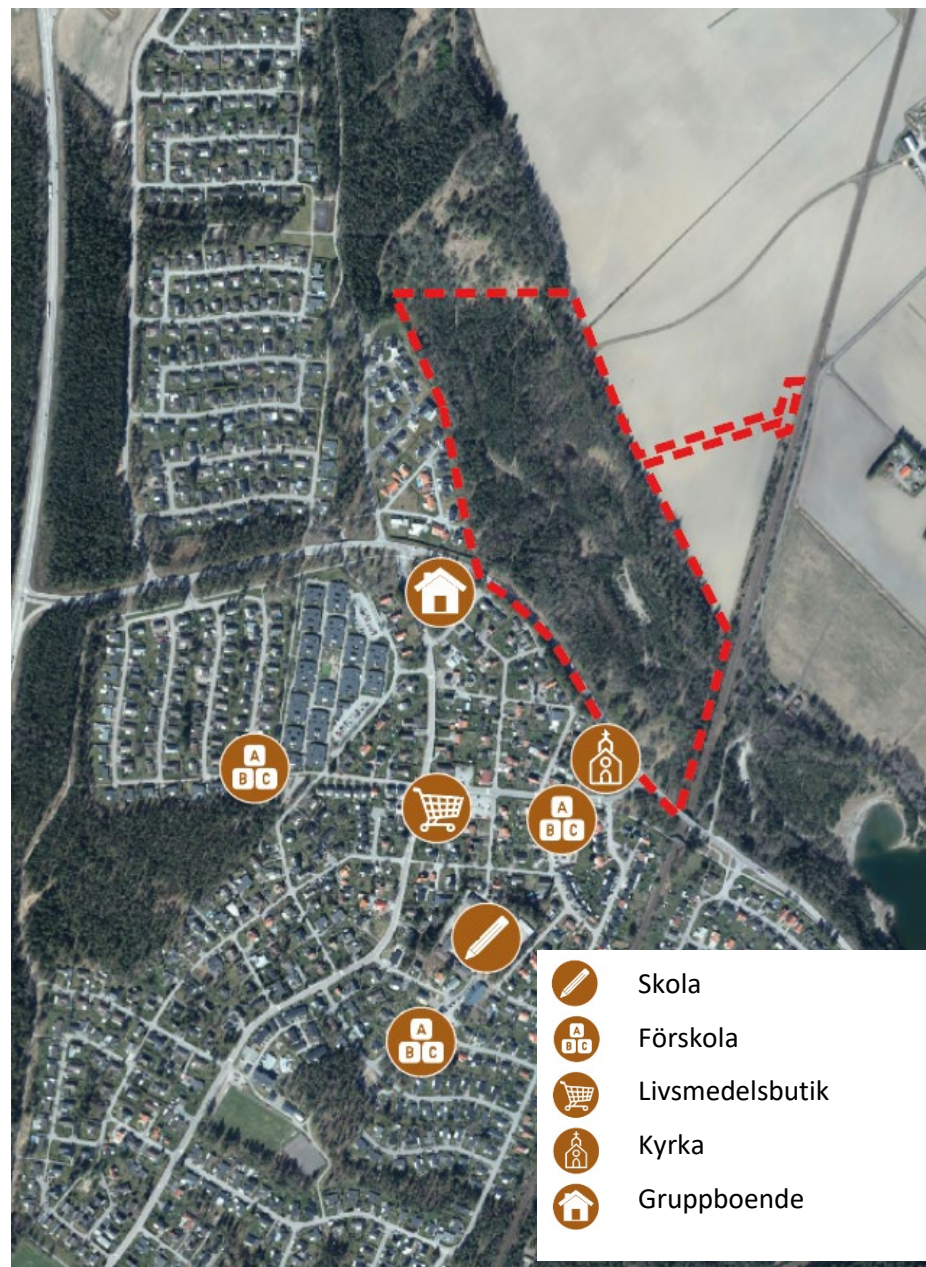 A
B C
A
B C
A
B C
Skola
A
B C
Förskola
Livsmedelsbutik
Kyrka
Gruppboende